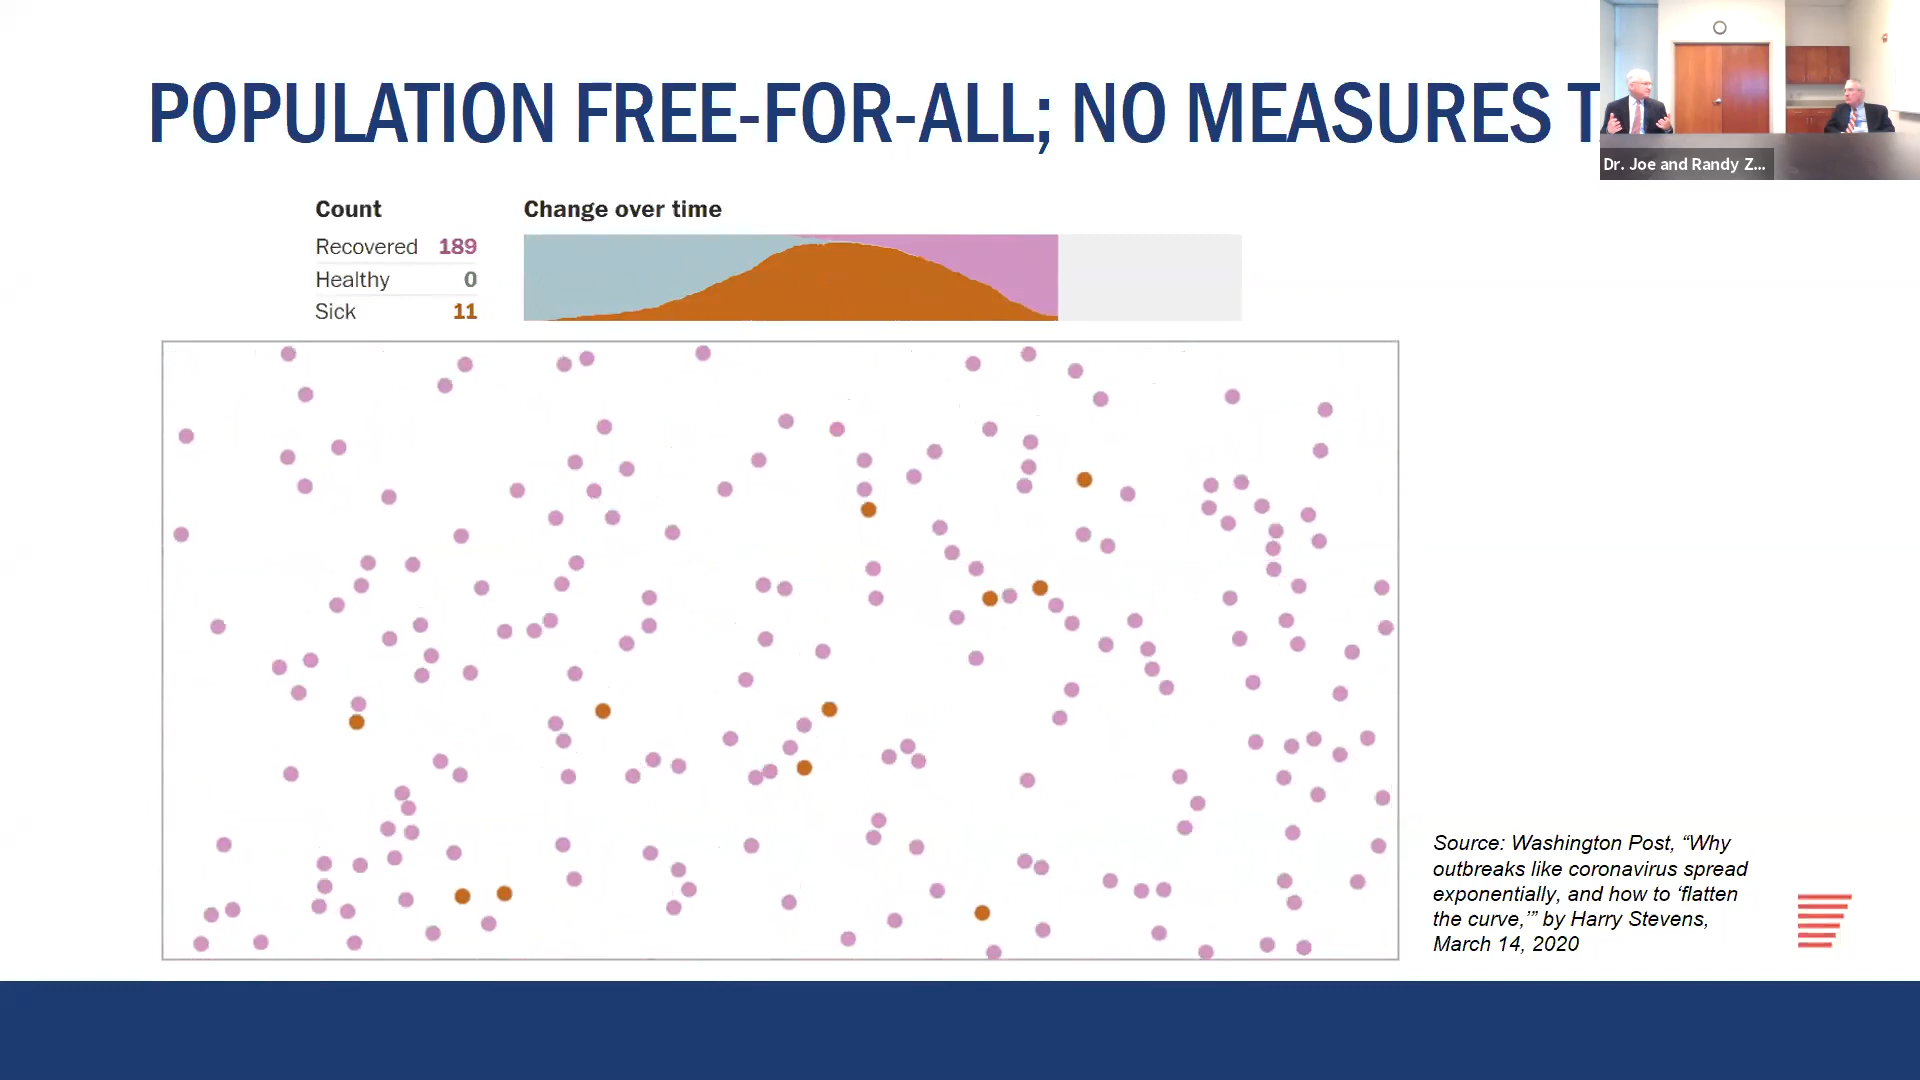 POPULATION FREE-FOR-ALL; NO MEASURES T
Dr. Joe and Randy Z...
Count
Change over time
Recovered 189
Healthy 0
Sick 11
Source: Washington Post, “Why
outbreaks like coronavirus spread
exponentially, and how to ‘flatten
the curve,’” by Harry Stevens,
March 14, 2020